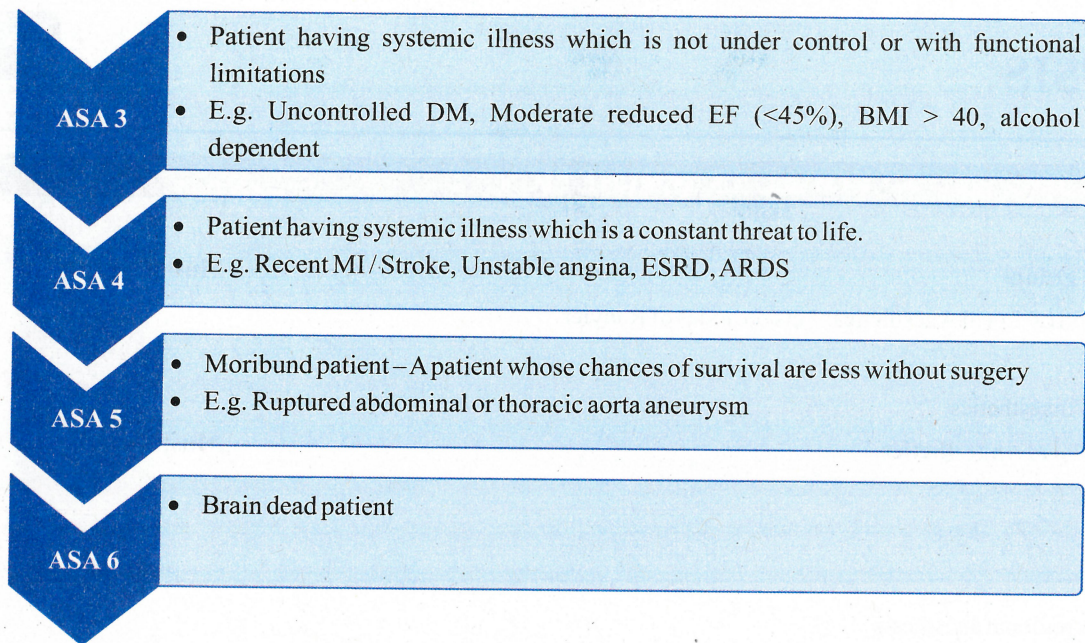 • Patient having systemic illness which is not under control or with functional
limitations
ASA 3
• E.g. Uncontrolled DM, Moderate reduced EF (<45%), BMI > 40, alcohol
dependent
• Patient having systemic illness which is a constant threat to life.
ASA 4
• E.g. Recent MI / Stroke, Unstable angina, ESRD, ARDS
• Moribund patient – A patient whose chances of survival are less without surgery
ASA 5
• E.g. Ruptured abdominal or thoracic aorta aneurysm
• Brain dead patient
ASA 6